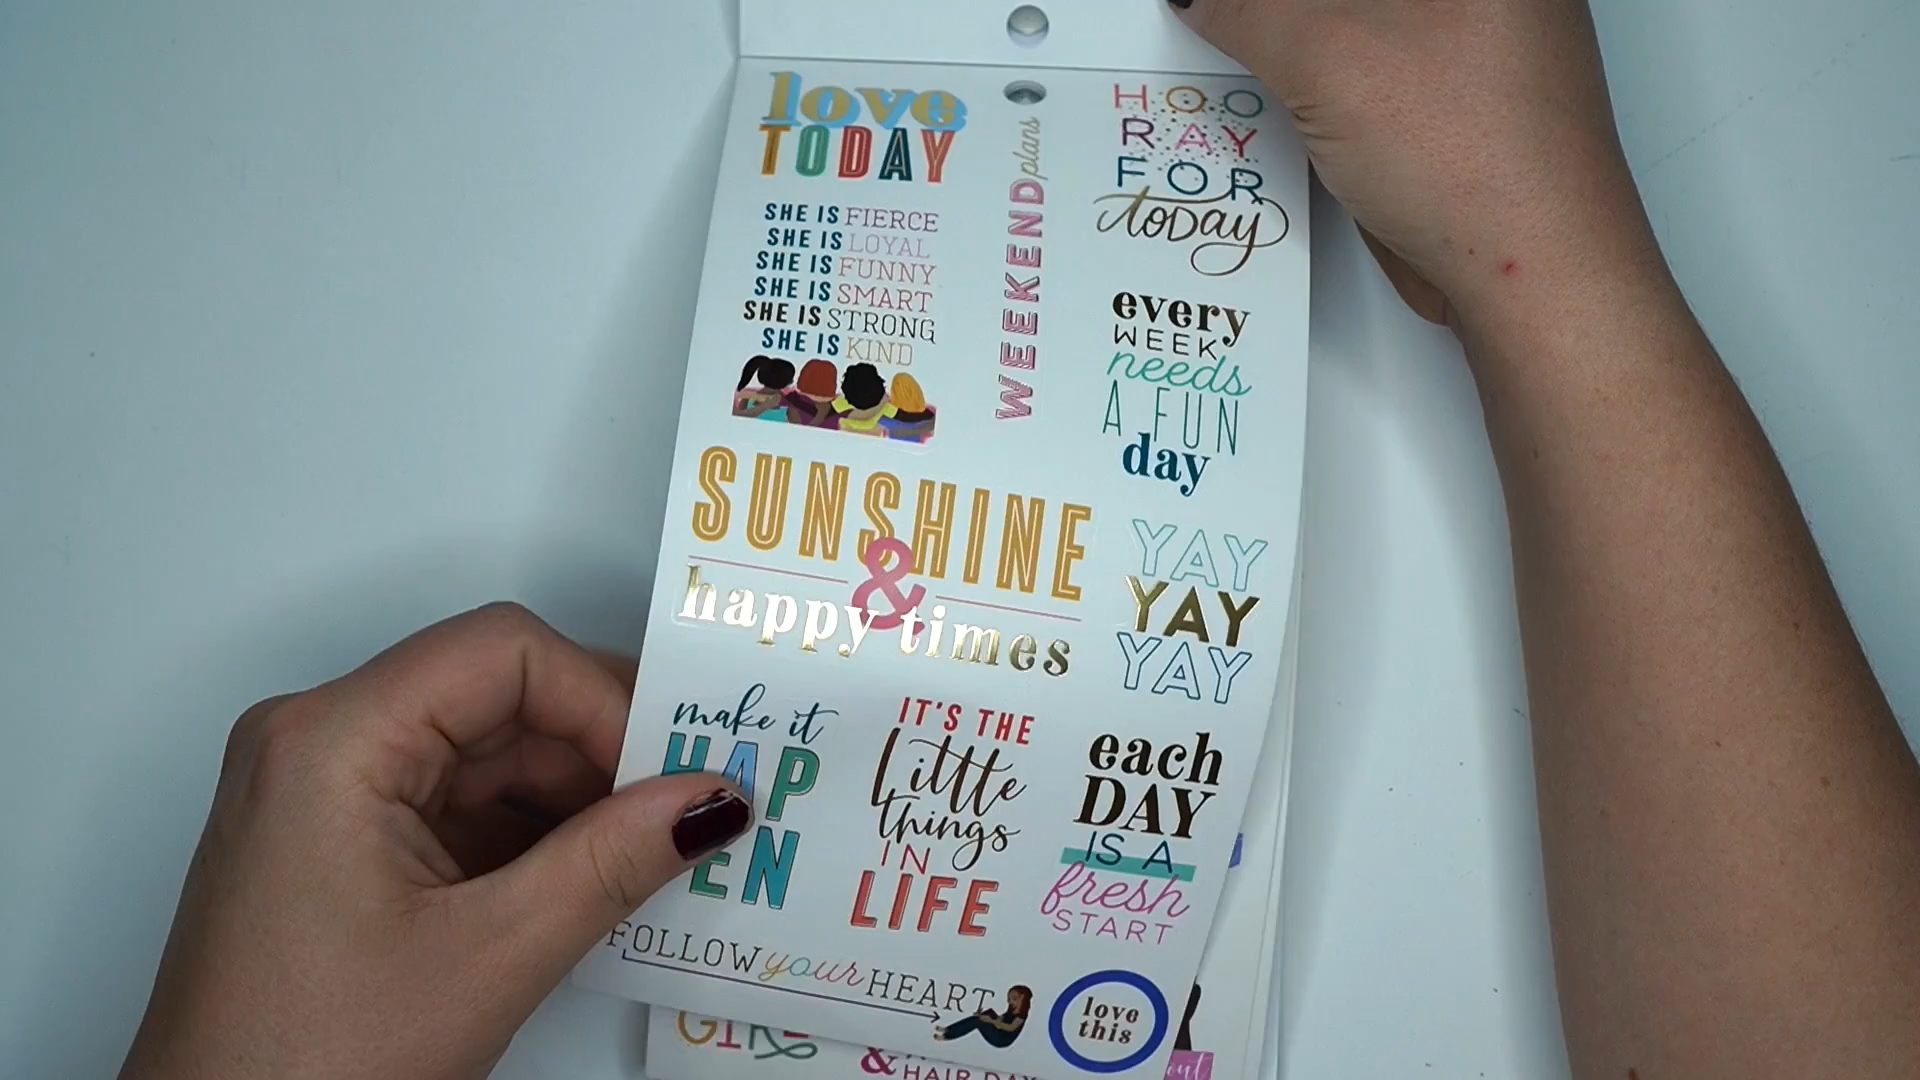 love
TODAY
SHE IS FIERCE
SHE IS LOYAL
SHE IS FUNNY
SHE IS SMART
SHE IS STRONG
SHE IS KIND
WEEKEND plans
HOO
RAY
FOR
today
every
WEEK
needs
A FUN
day
SUNSHINE
&
happy times
YAY
YAY
YAY
make it
HAP
EN
IT'S THE
Little
things
IN
LIFE
each
DAY
IS A
fresh
START
FOLLOW your HEART
love
this
&
HAIR DAY